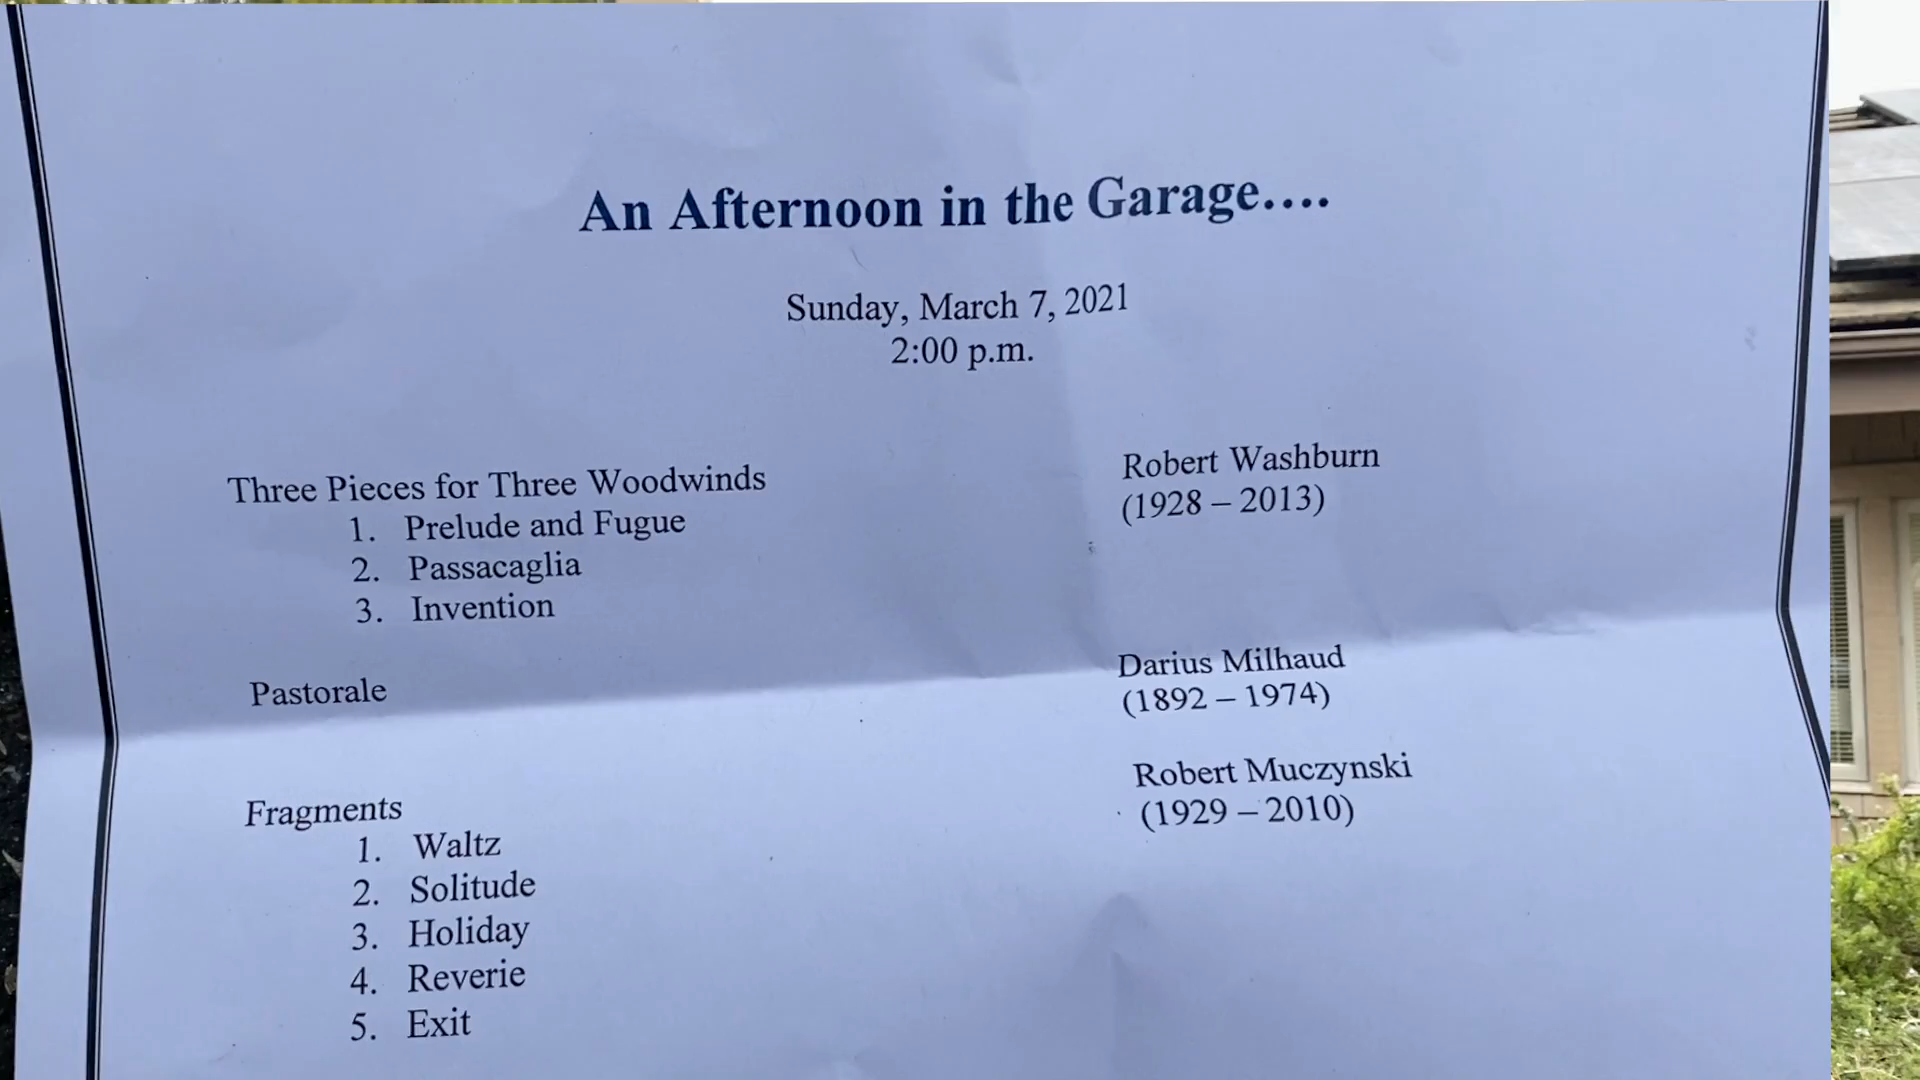 An Afternoon in the Garage....
Sunday, March 7, 2021
2:00 p.m.
Three Pieces for Three Woodwinds Robert Washburn
1. Prelude and Fugue (1928 – 2013)
2. Passacaglia
3. Invention
Pastorale Darius Milhaud
(1892 – 1974)
Fragments Robert Muczynski
(1929 – 2010)
1. Waltz
2. Solitude
3. Holiday
4. Reverie
5. Exit